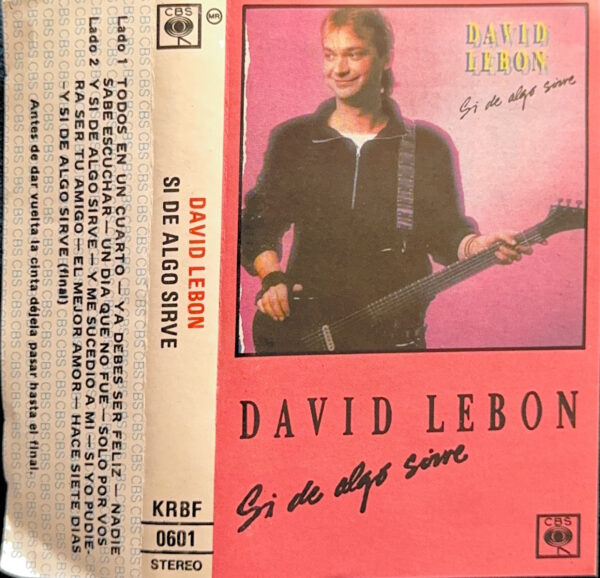 Lado 1 TODOS EN UN CUARTO — YA DEBES SER FELIZ — NADIE
SABE ESCUCHAR — UN DIA QUE NO FUE — SOLO POR VOS
Lado 2 Y SI DE ALGO SIRVE — Y ME SUCEDIO A MI — SI YO PUDIE-
RA SER TU AMIGO — EL MEJOR AMOR — HACE SIETE DIAS
— Y SI DE ALGO SIRVE (final)
Antes de dar vuelta la cinta déjela pasar hasta el final.
CBS
MR
DAVID LEBON
SI DE ALGO SIRVE
KRBF
0601
STEREO
DAVID
LEBON
Si de algo sirve
DAVID LEBON
Si de algo sirve
CBS